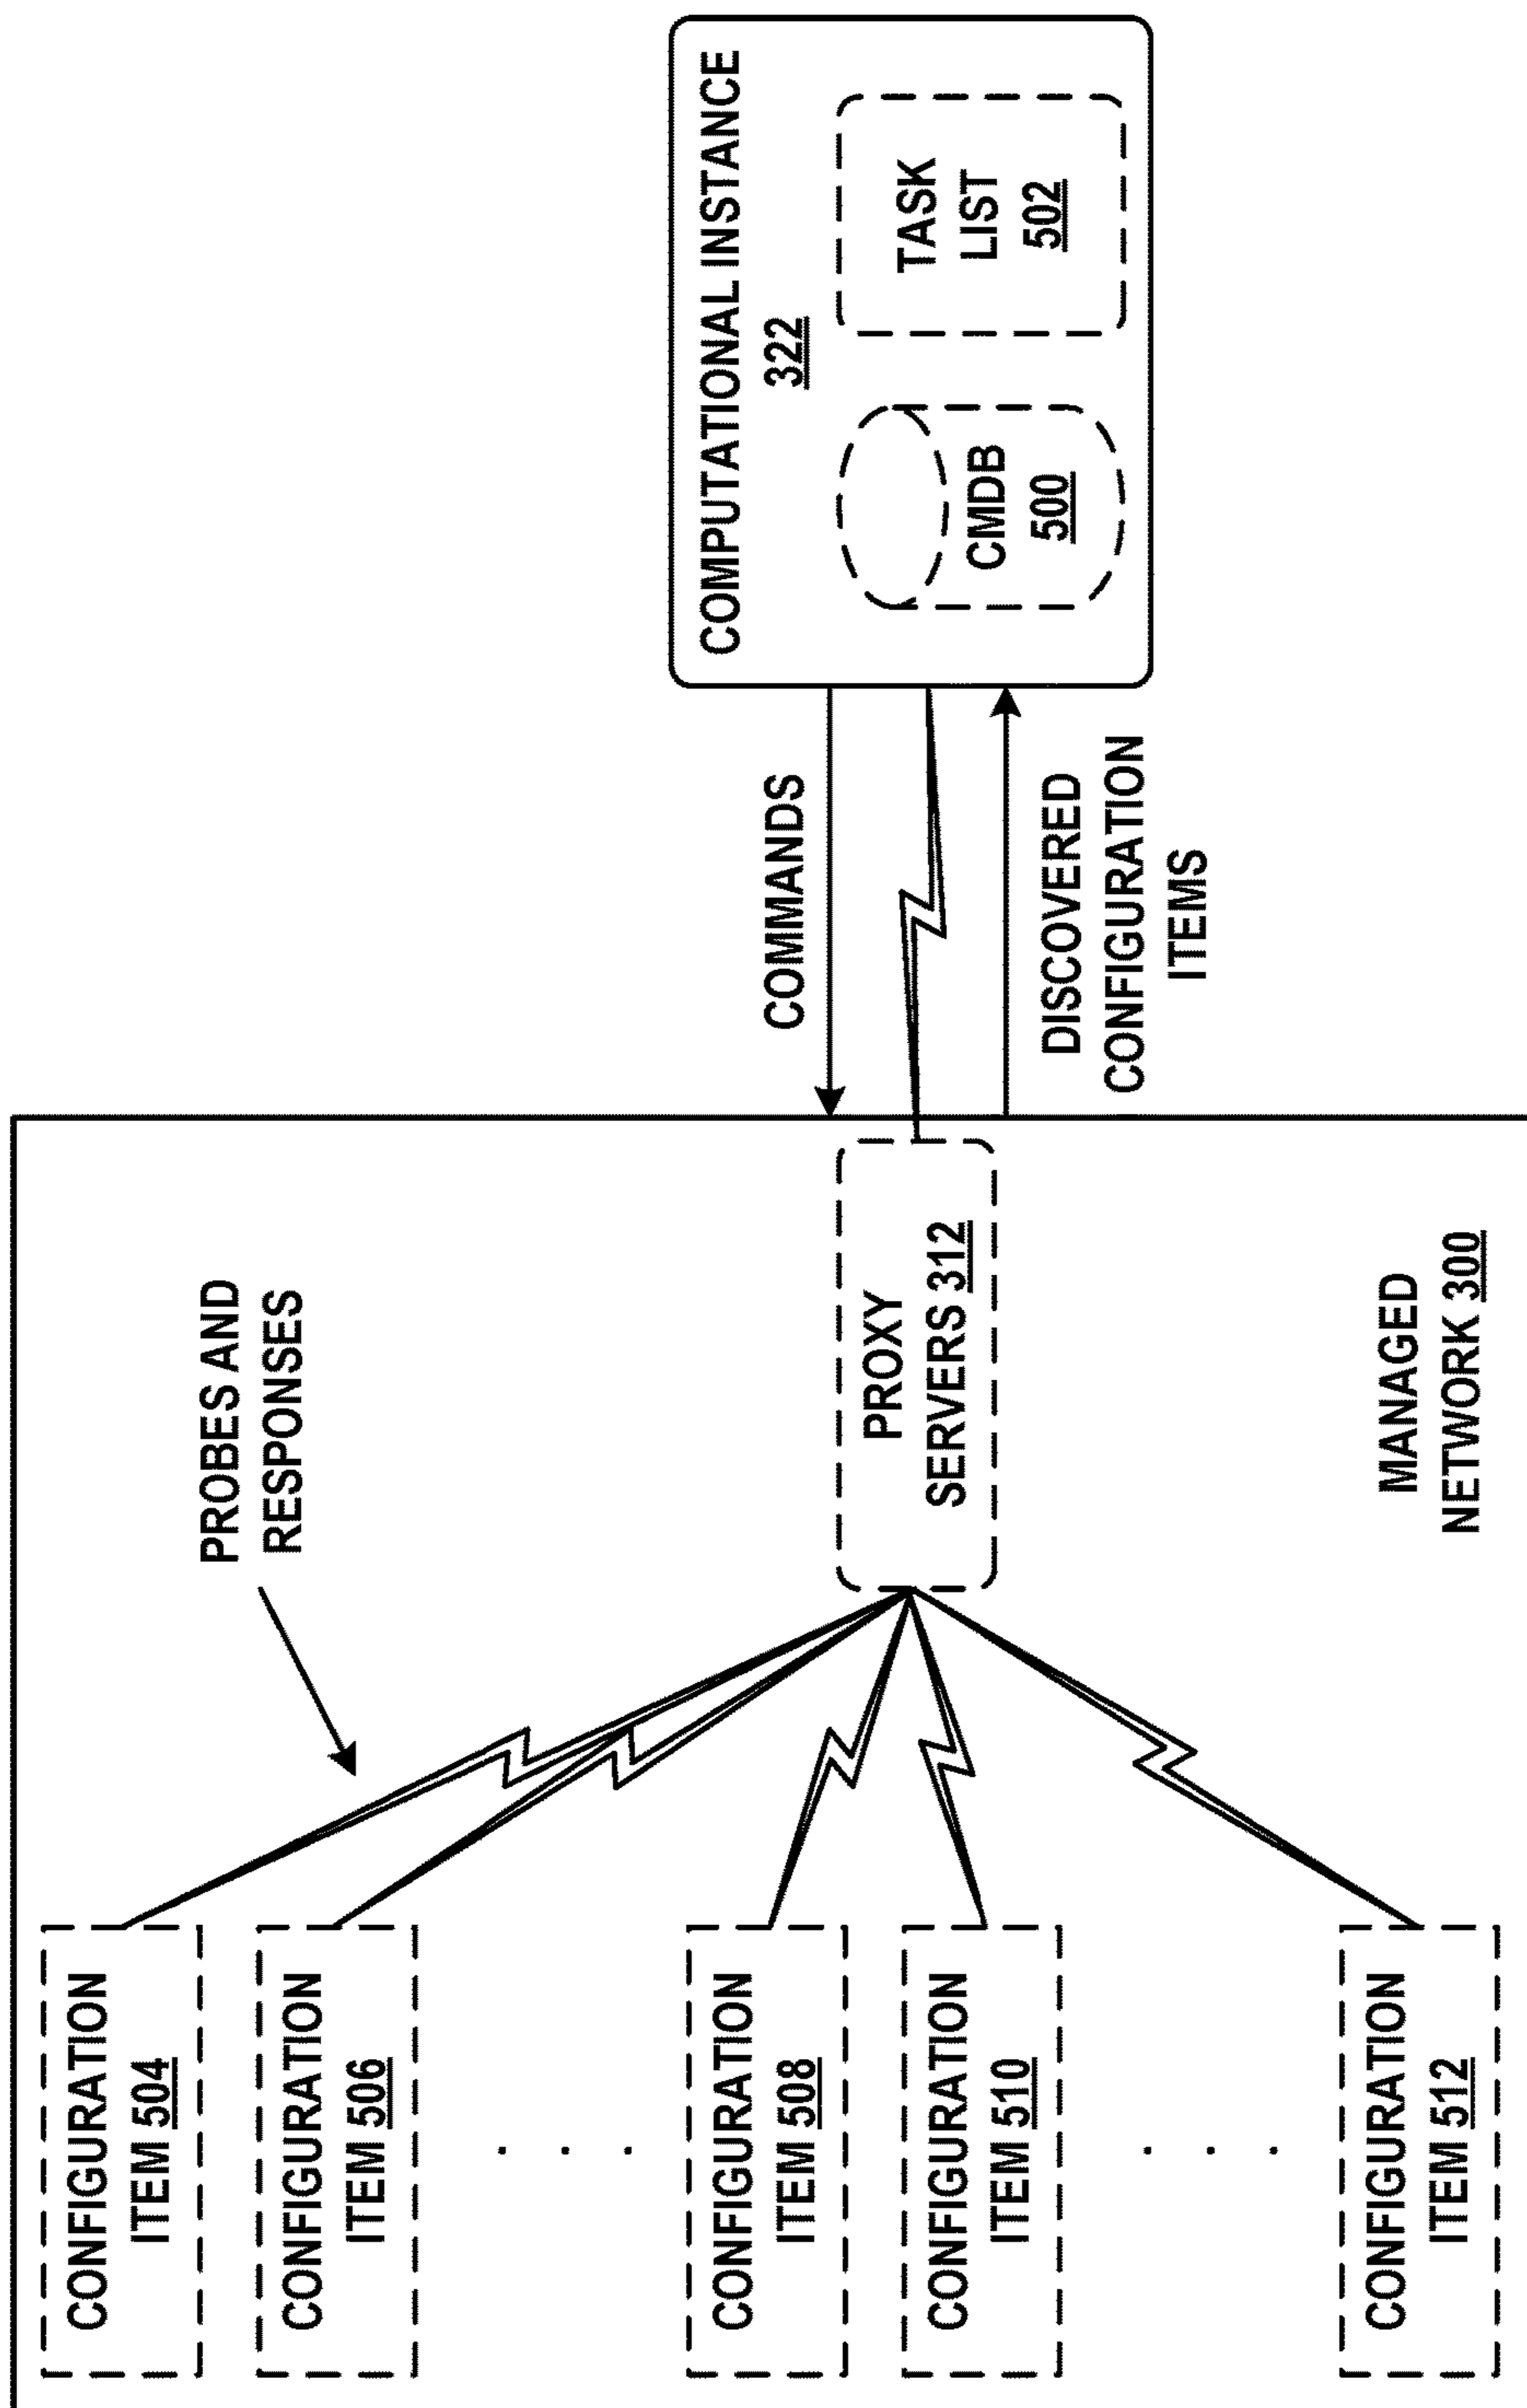 CONFIGURATION
ITEM 504
CONFIGURATION
ITEM 506
. . .
CONFIGURATION
ITEM 508
CONFIGURATION
ITEM 510
. . .
CONFIGURATION
ITEM 512
PROBES AND
RESPONSES
PROXY
SERVERS 312
MANAGED
NETWORK 300
COMMANDS
DISCOVERED
CONFIGURATION
ITEMS
COMPUTATIONAL INSTANCE
322
CMDB
500
TASK
LIST
502